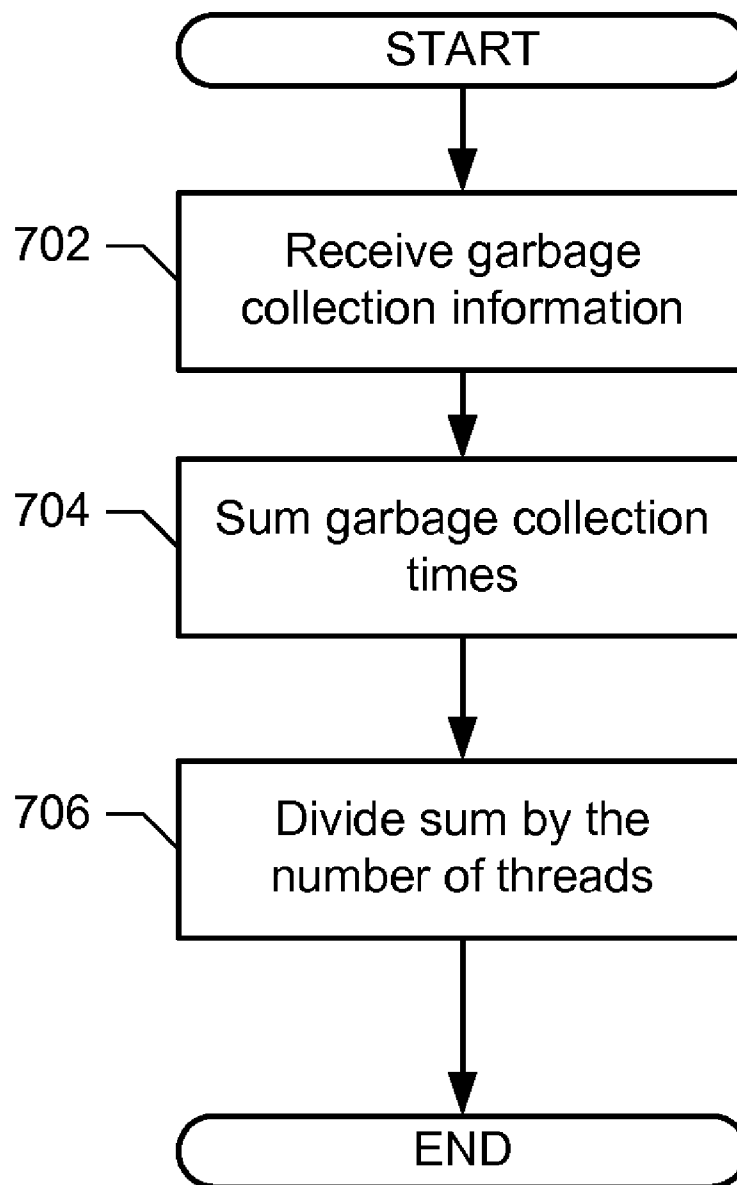 START
702
Receive garbage
collection information
704
Sum garbage collection
times
706
Divide sum by the
number of threads
END